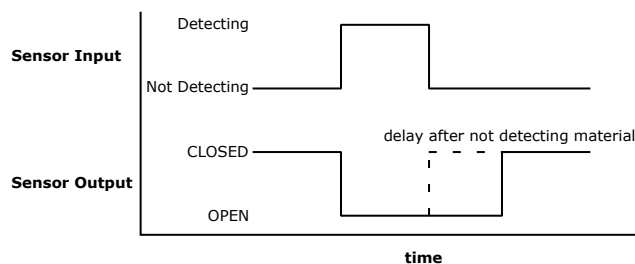 Detecting
Sensor Input
Not Detecting
delay after not detecting material
CLOSED
Sensor Output
OPEN
time